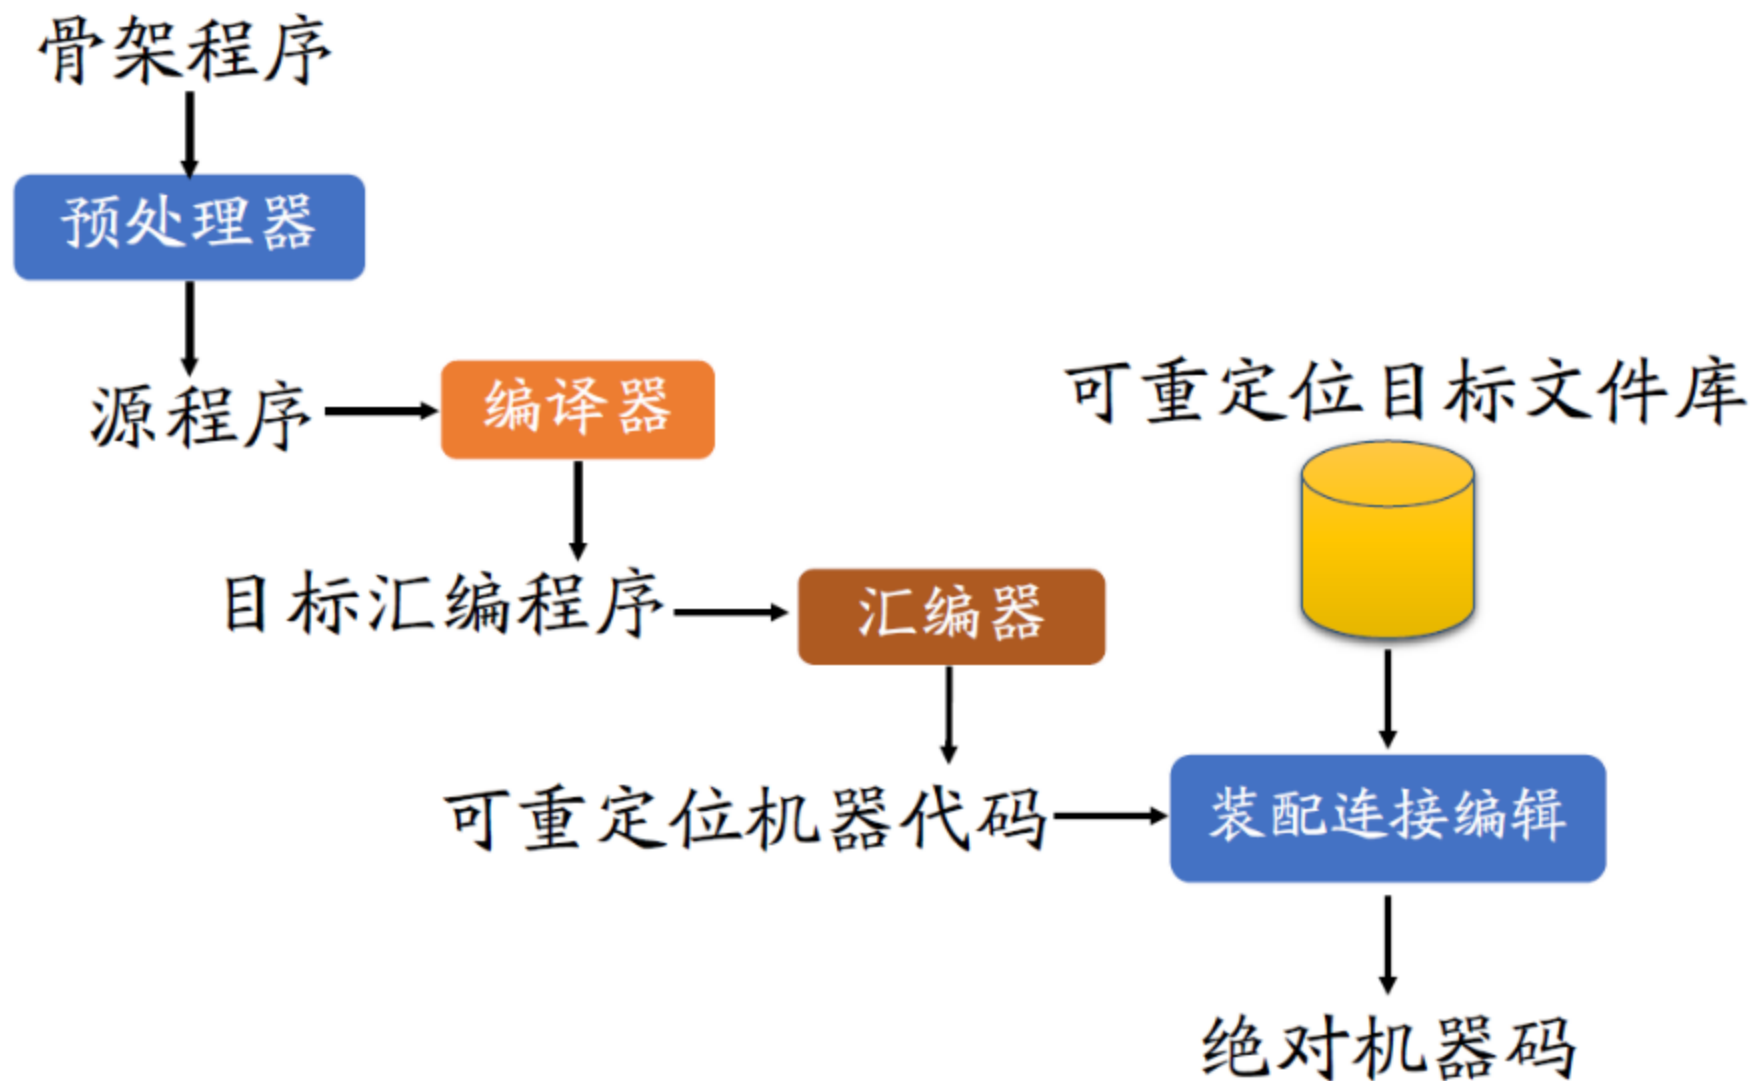 骨架程序
预处理器
源程序
编译器
可重定位目标文件库
目标汇编程序
汇编器
可重定位机器代码
装配连接编辑
绝对机器码